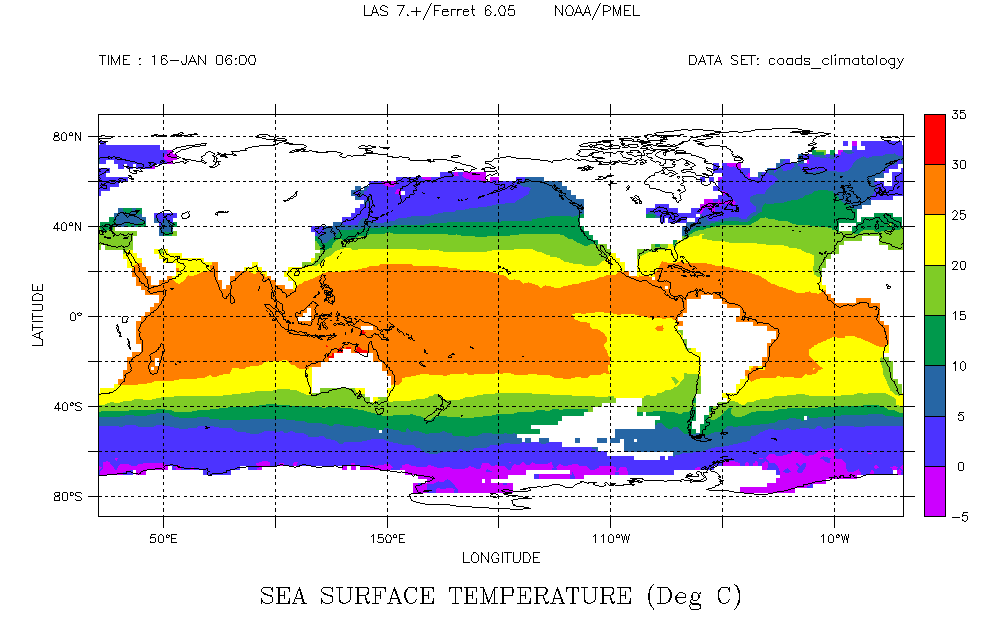 LAS 7.+/Ferret 6.05 NOAA/PMEL
TIME : 16-JAN 06:00 DATA SET: coads_climatology
35
80°N
30
25
40°N
20
LATITUDE
0°
15
10
40°S
5
0
80°S
-5
50°E 150°E 110°W 10°W
LONGITUDE
SEA SURFACE TEMPERATURE (Deg C)